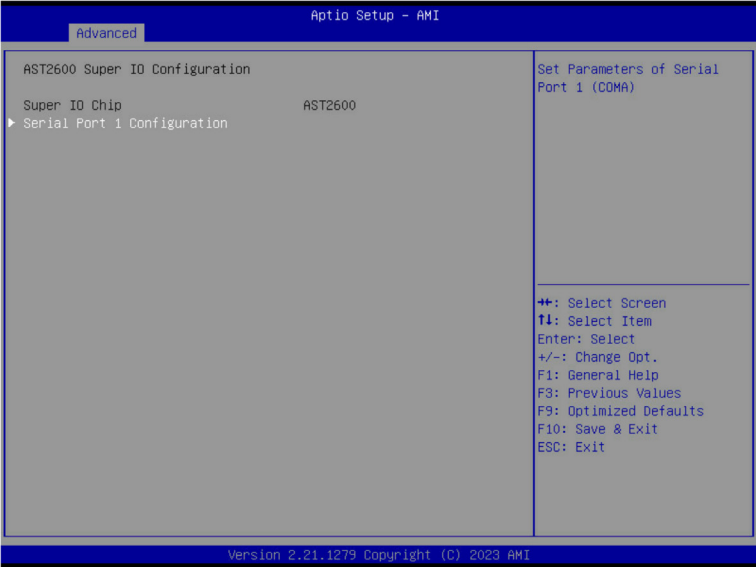 Aptio Setup – AMI
Advanced
AST2600 Super IO Configuration
Super IO Chip AST2600
▶ Serial Port 1 Configuration
Set Parameters of Serial
Port 1 (COMA)
→←: Select Screen
↑↓: Select Item
Enter: Select
+/-: Change Opt.
F1: General Help
F3: Previous Values
F9: Optimized Defaults
F10: Save & Exit
ESC: Exit
Version 2.21.1279 Copyright (C) 2023 AMI